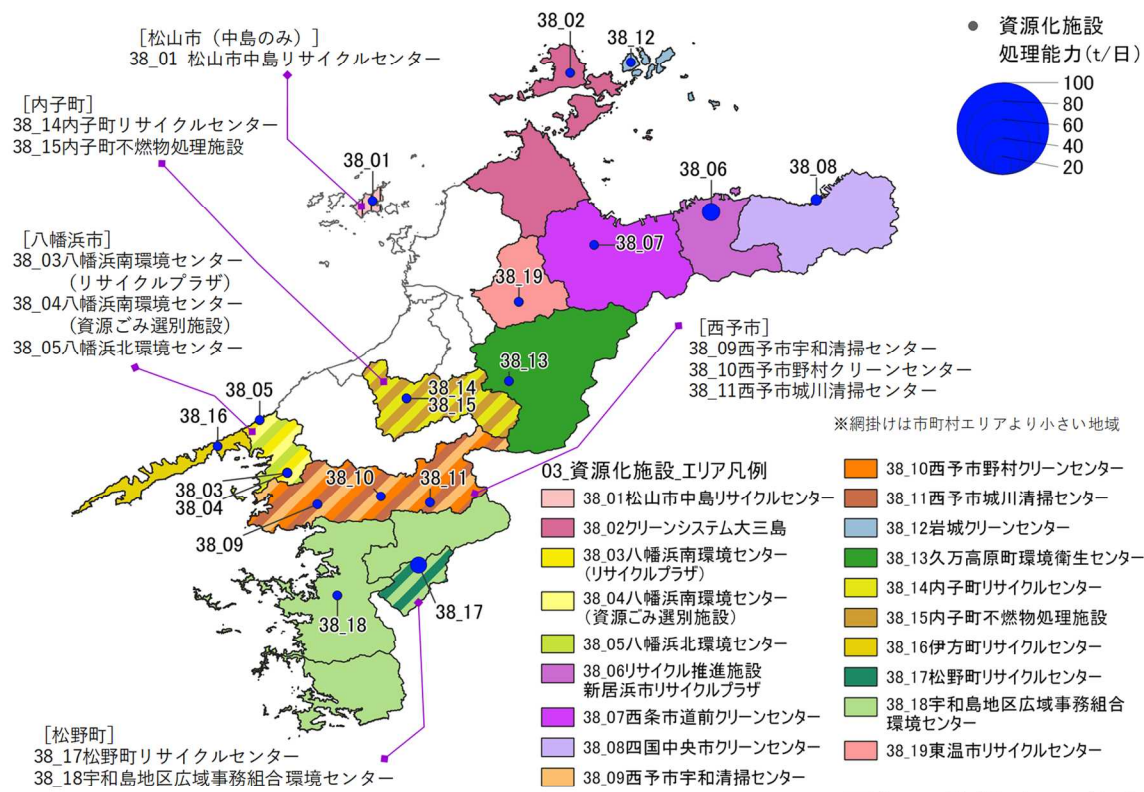 [松山市（中島のみ）]
38_01 松山市中島リサイクルセンター
38_02
38_12
● 資源化施設
処理能力(t/日)
100
80
60
40
20
[内子町]
38_14内子町リサイクルセンター
38_15内子町不燃物処理施設
38_01
38_06
38_08
38_07
[八幡浜市]
38_03八幡浜南環境センター
(リサイクルプラザ)
38_04八幡浜南環境センター
(資源ごみ選別施設)
38_05八幡浜北環境センター
38_19
[西予市]
38_09西予市宇和清掃センター
38_10西予市野村クリーンセンター
38_11西予市城川清掃センター
38_13
38_14
38_15
38_05
38_16
※網掛けは市町村エリアより小さい地域
38_03
38_04
38_10
38_11
38_09
38_17
38_18
03_資源化施設_エリア凡例
38_01松山市中島リサイクルセンター
38_02クリーンシステム大三島
38_03八幡浜南環境センター
(リサイクルプラザ)
38_04八幡浜南環境センター
(資源ごみ選別施設)
38_05八幡浜北環境センター
38_06リサイクル推進施設
新居浜市リサイクルプラザ
38_07西条市道前クリーンセンター
38_08四国中央市クリーンセンター
38_09西予市宇和清掃センター
38_10西予市野村クリーンセンター
38_11西予市城川清掃センター
38_12岩城クリーンセンター
38_13久万高原町環境衛生センター
38_14内子町リサイクルセンター
38_15内子町不燃物処理施設
38_16伊方町リサイクルセンター
38_17松野町リサイクルセンター
38_18宇和島地区広域事務組合
環境センター
38_19東温市リサイクルセンター
[松野町]
38_17松野町リサイクルセンター
38_18宇和島地区広域事務組合環境センター